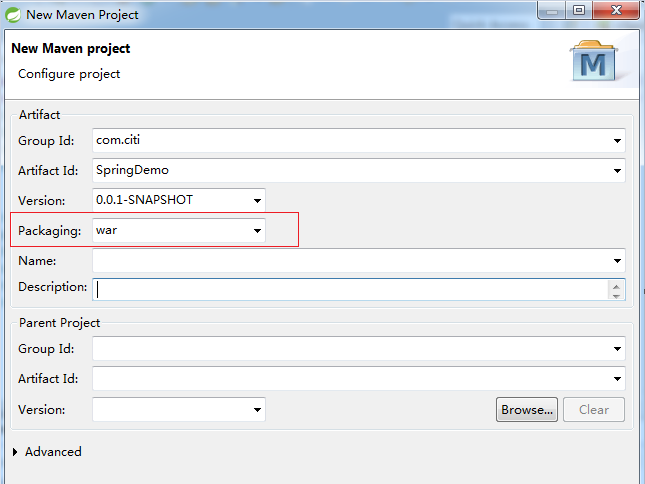 New Maven Project
New Maven project
Configure project
M
Artifact
Group Id: com.citi
Artifact Id: SpringDemo
Version: 0.0.1-SNAPSHOT
Packaging: war
Name:
Description:
Parent Project
Group Id:
Artifact Id:
Version: Browse... Clear
Advanced